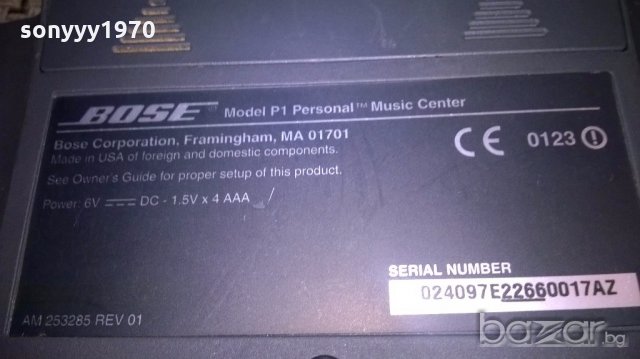 sonyyy1970
BOSE™ Model P1 Personal™ Music Center
Bose Corporation, Framingham, MA 01701
Made in USA of foreign and domestic components.
See Owner's Guide for proper setup of this product.
Power: 6V ⎓ DC - 1.5V x 4 AAA
CE 0123
SERIAL NUMBER
024097E22660017AZ
AM 253285 REV 01
bazar.bg